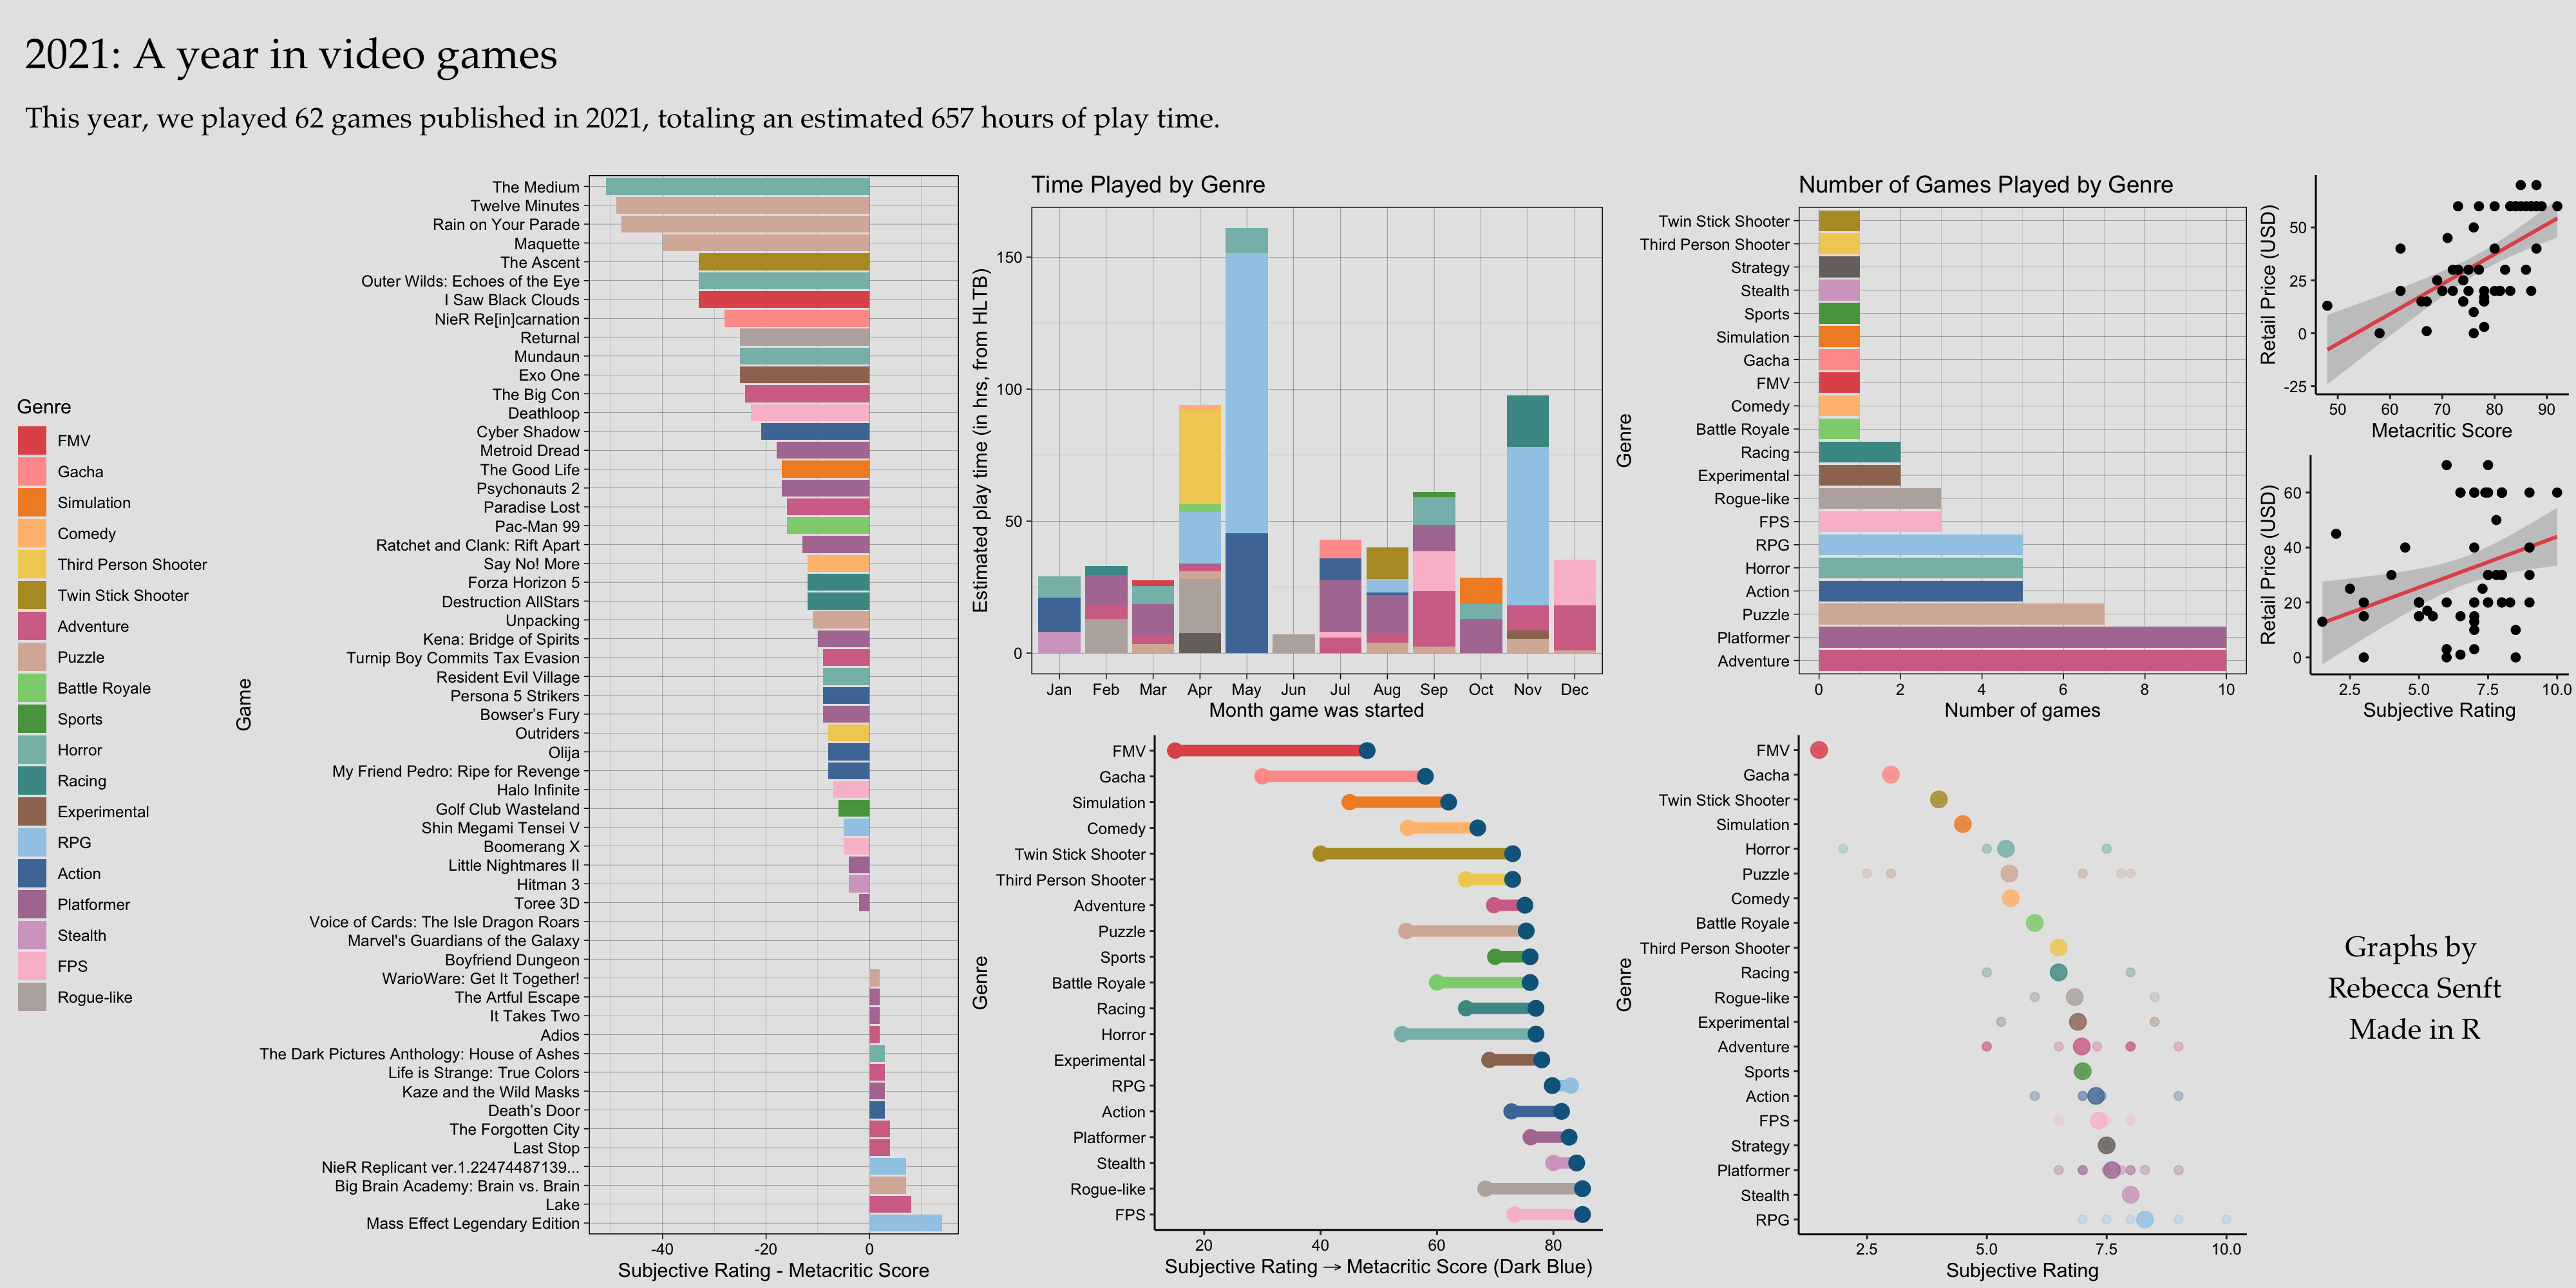 2021: A year in video games
This year, we played 62 games published in 2021, totaling an estimated 657 hours of play time.
Genre
FMV
Gacha
Simulation
Comedy
Third Person Shooter
Twin Stick Shooter
Adventure
Puzzle
Battle Royale
Sports
Horror
Racing
Experimental
RPG
Action
Platformer
Stealth
FPS
Rogue-like
Game
The Medium
Twelve Minutes
Rain on Your Parade
Maquette
The Ascent
Outer Wilds: Echoes of the Eye
I Saw Black Clouds
NieR Re[in]carnation
Returnal
Mundaun
Exo One
The Big Con
Deathloop
Cyber Shadow
Metroid Dread
The Good Life
Psychonauts 2
Paradise Lost
Pac-Man 99
Ratchet and Clank: Rift Apart
Say No! More
Forza Horizon 5
Destruction AllStars
Unpacking
Kena: Bridge of Spirits
Turnip Boy Commits Tax Evasion
Resident Evil Village
Persona 5 Strikers
Bowser's Fury
Outriders
Olija
My Friend Pedro: Ripe for Revenge
Halo Infinite
Golf Club Wasteland
Shin Megami Tensei V
Boomerang X
Little Nightmares II
Hitman 3
Toree 3D
Voice of Cards: The Isle Dragon Roars
Marvel's Guardians of the Galaxy
Boyfriend Dungeon
WarioWare: Get It Together!
The Artful Escape
It Takes Two
Adios
The Dark Pictures Anthology: House of Ashes
Life is Strange: True Colors
Kaze and the Wild Masks
Death's Door
The Forgotten City
Last Stop
NieR Replicant ver.1.22474487139...
Big Brain Academy: Brain vs. Brain
Lake
Mass Effect Legendary Edition
-40 -20 0
Subjective Rating - Metacritic Score
Time Played by Genre
Estimated play time (in hrs, from HLTB)
150
100
50
0
Jan Feb Mar Apr May Jun Jul Aug Sep Oct Nov Dec
Month game was started
Number of Games Played by Genre
Genre
Twin Stick Shooter
Third Person Shooter
Strategy
Stealth
Sports
Simulation
Gacha
FMV
Comedy
Battle Royale
Racing
Experimental
Rogue-like
FPS
RPG
Horror
Action
Puzzle
Platformer
Adventure
0 2 4 6 8 10
Number of games
Retail Price (USD)
50
25
0
-25
50 60 70 80 90
Metacritic Score
Retail Price (USD)
60
40
20
0
2.5 5.0 7.5 10.0
Subjective Rating
Genre
FMV
Gacha
Simulation
Comedy
Twin Stick Shooter
Third Person Shooter
Adventure
Puzzle
Sports
Battle Royale
Racing
Horror
Experimental
RPG
Action
Platformer
Stealth
Rogue-like
FPS
20 40 60 80
Subjective Rating → Metacritic Score (Dark Blue)
Genre
FMV
Gacha
Twin Stick Shooter
Simulation
Horror
Puzzle
Comedy
Battle Royale
Third Person Shooter
Racing
Rogue-like
Experimental
Adventure
Sports
Action
FPS
Strategy
Platformer
Stealth
RPG
2.5 5.0 7.5 10.0
Subjective Rating
Graphs by
Rebecca Senft
Made in R